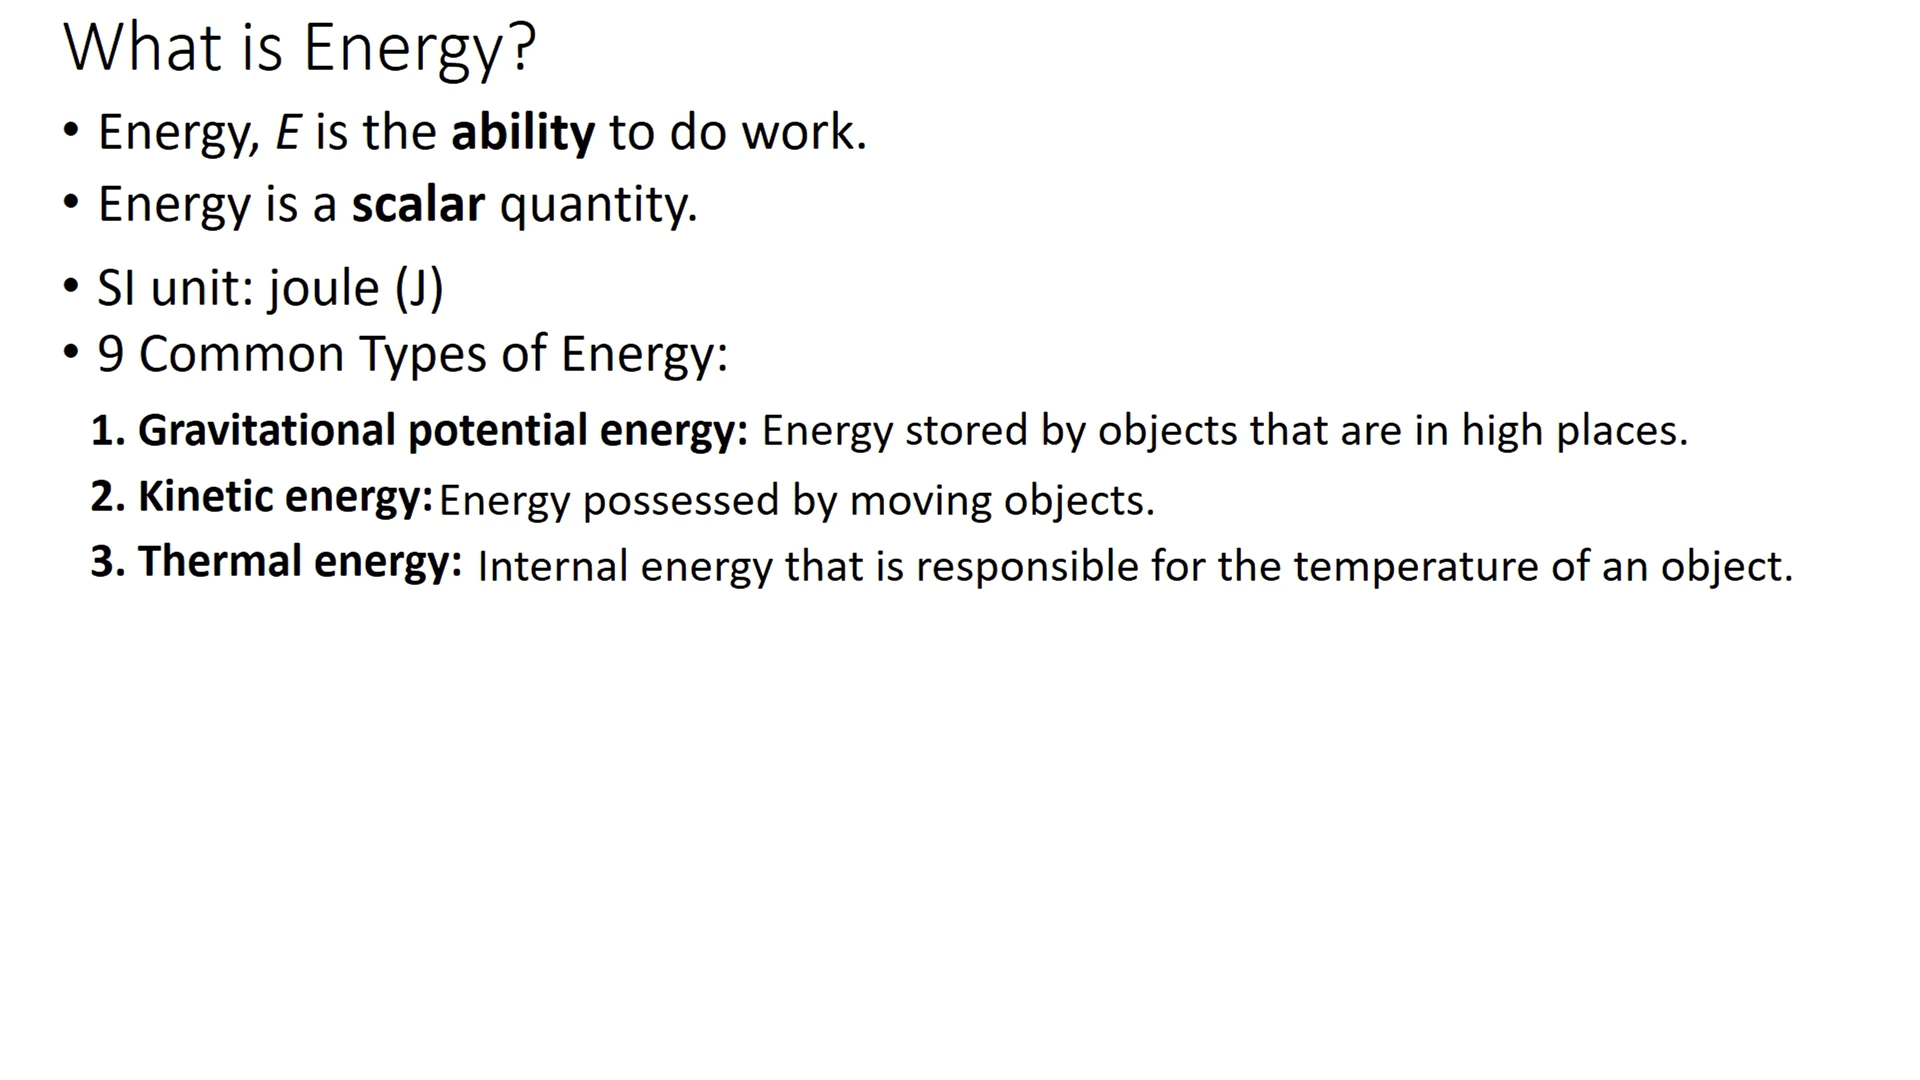 What is Energy?
• Energy, E is the ability to do work.
• Energy is a scalar quantity.
• SI unit: joule (J)
• 9 Common Types of Energy:
1. Gravitational potential energy: Energy stored by objects that are in high places.
2. Kinetic energy: Energy possessed by moving objects.
3. Thermal energy: Internal energy that is responsible for the temperature of an object.